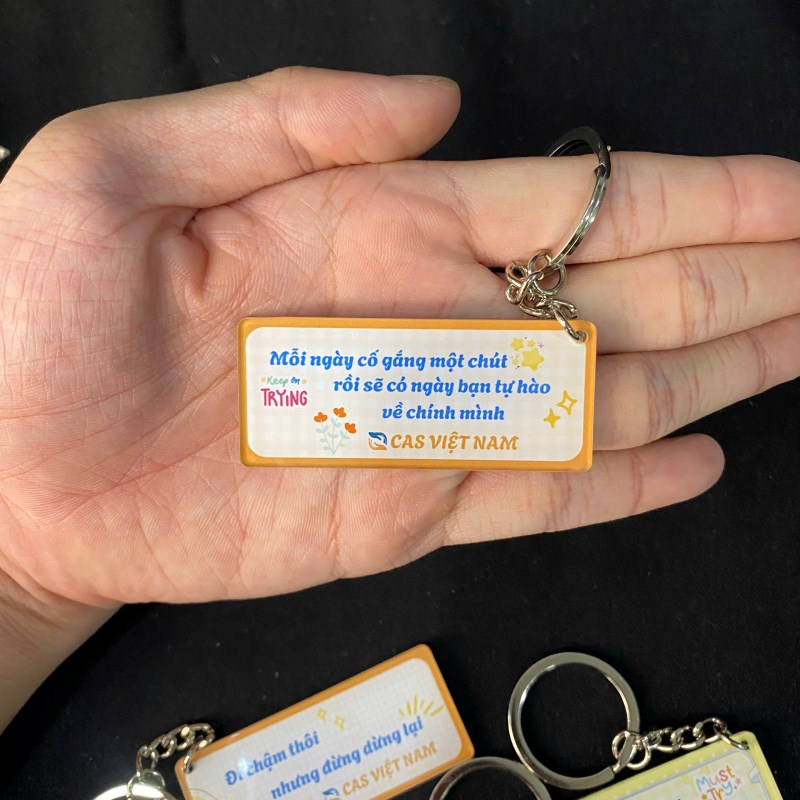 Mỗi ngày cố gắng một chút
rồi sẽ có ngày bạn tự hào
về chính mình
Keep on
TRYING
CAS VIỆT NAM
Đi chậm thôi
nhưng đừng dừng lại
CAS VIỆT NAM
Must
Try